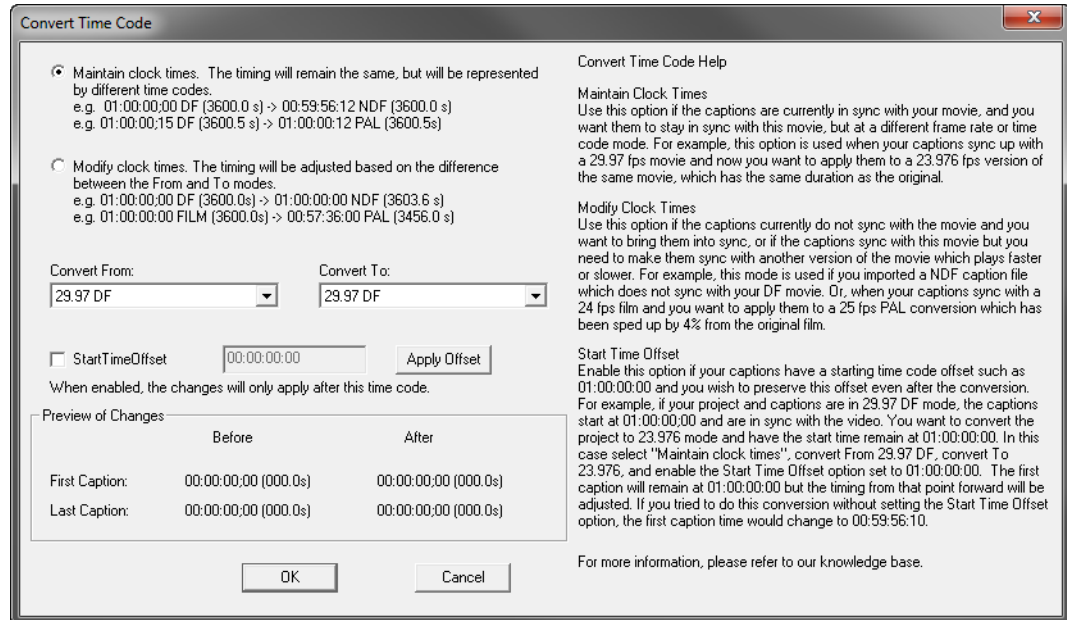 Convert Time Code
Maintain clock times.  The timing will remain the same, but will be represented
by different time codes.
e.g.  01:00:00;00 DF (3600.0 s) -> 00:59:56:12 NDF (3600.0 s)
e.g. 01:00:00;15 DF (3600.5 s) -> 01:00:00:12 PAL (3600.5s)
Modify clock times. The timing will be adjusted based on the difference
between the From and To modes.
e.g. 01:00:00;00 DF (3600.0s) -> 01:00:00:00 NDF (3603.6 s)
e.g. 01:00:00:00 FILM (3600.0s) -> 00:57:36:00 PAL (3456.0 s)
Convert From:
Convert To:
29.97 DF
29.97 DF
StartTimeOffset
00:00:00:00
Apply Offset
When enabled, the changes will only apply after this time code.
Preview of Changes
Before
After
First Caption:
00:00:00;00 (000.0s)
00:00:00;00 (000.0s)
Last Caption:
00:00:00;00 (000.0s)
00:00:00;00 (000.0s)
OK
Cancel
Convert Time Code Help
Maintain Clock Times
Use this option if the captions are currently in sync with your movie, and you
want them to stay in sync with this movie, but at a different frame rate or time
code mode. For example, this option is used when your captions sync up with
a 29.97 fps movie and now you want to apply them to a 23.976 fps version of
the same movie, which has the same duration as the original.
Modify Clock Times
Use this option if the captions currently do not sync with the movie and you
want to bring them into sync, or if the captions sync with this movie but you
need to make them sync with another version of the movie which plays faster
or slower. For example, this mode is used if you imported a NDF caption file
which does not sync with your DF movie. Or, when your captions sync with a
24 fps film and you want to apply them to a 25 fps PAL conversion which has
been sped up by 4% from the original film.
Start Time Offset
Enable this option if your captions have a starting time code offset such as
01:00:00:00 and you wish to preserve this offset even after the conversion.
For example, if your project and captions are in 29.97 DF mode, the captions
start at 01:00:00;00 and are in sync with the video. You want to convert the
project to 23.976 mode and have the start time remain at 01:00:00:00. In this
case select "Maintain clock times", convert From 29.97 DF, convert To
23.976, and enable the Start Time Offset option set to 01:00:00:00.  The first
caption will remain at 01:00:00:00 but the timing from that point forward will be
adjusted. If you tried to do this conversion without setting the Start Time Offset
option, the first caption time would change to 00:59:56:10.
For more information, please refer to our knowledge base.